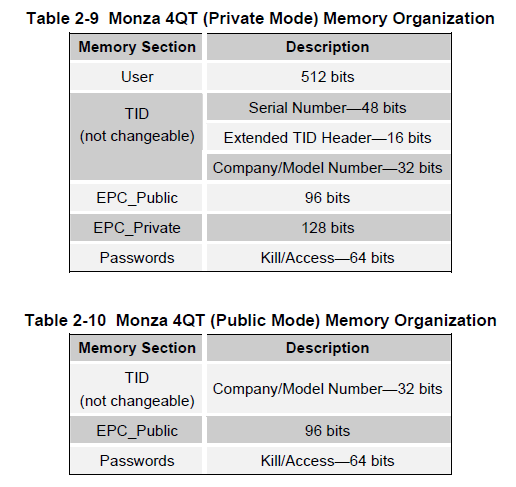 Table 2-9 Monza 4QT (Private Mode) Memory Organization
Memory Section Description
User 512 bits
TID
(not changeable)
Serial Number—48 bits
Extended TID Header—16 bits
Company/Model Number—32 bits
EPC_Public 96 bits
EPC_Private 128 bits
Passwords Kill/Access—64 bits
Table 2-10 Monza 4QT (Public Mode) Memory Organization
Memory Section Description
TID
(not changeable)
Company/Model Number—32 bits
EPC_Public 96 bits
Passwords Kill/Access—64 bits